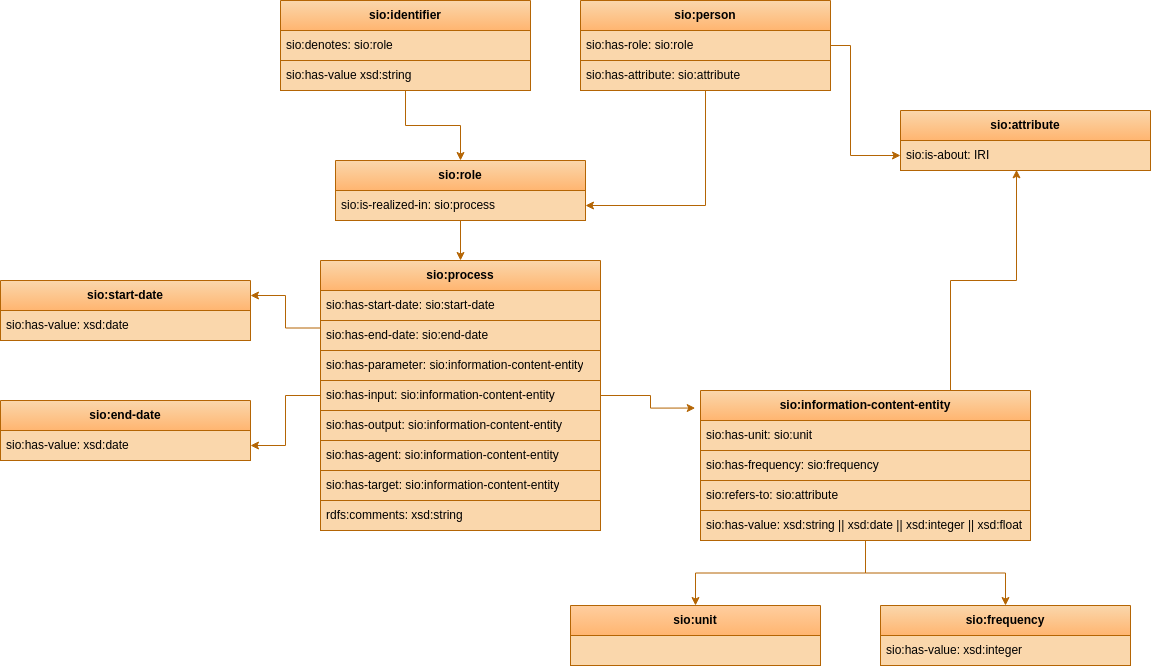 sio:identifier
sio:denotes: sio:role
sio:has-value xsd:string
sio:person
sio:has-role: sio:role
sio:has-attribute: sio:attribute
sio:attribute
sio:is-about: IRI
sio:role
sio:is-realized-in: sio:process
sio:process
sio:has-start-date: sio:start-date
sio:has-end-date: sio:end-date
sio:has-parameter: sio:information-content-entity
sio:has-input: sio:information-content-entity
sio:has-output: sio:information-content-entity
sio:has-agent: sio:information-content-entity
sio:has-target: sio:information-content-entity
rdfs:comments: xsd:string
sio:start-date
sio:has-value: xsd:date
sio:end-date
sio:has-value: xsd:date
sio:information-content-entity
sio:has-unit: sio:unit
sio:has-frequency: sio:frequency
sio:refers-to: sio:attribute
sio:has-value: xsd:string || xsd:date || xsd:integer || xsd:float
sio:unit
sio:frequency
sio:has-value: xsd:integer